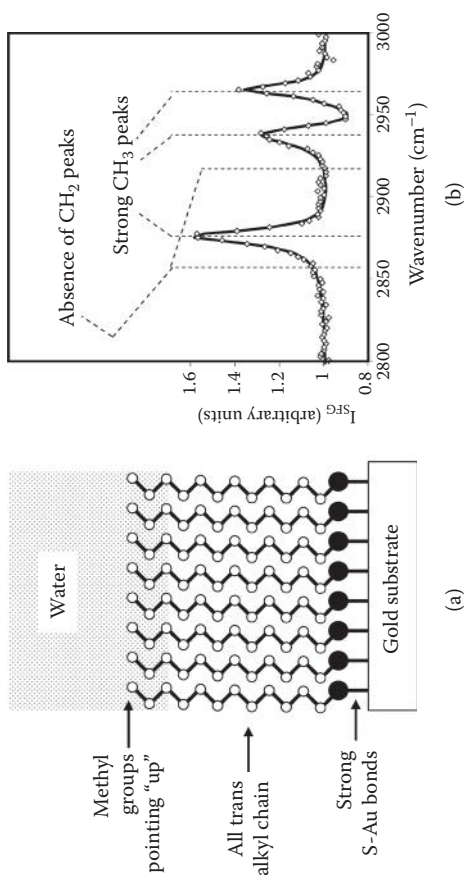 Water
Methyl
groups
pointing “up”
All trans
alkyl chain
Strong
S-Au bonds
Gold substrate
(a)
Absence of CH₂ peaks
Strong CH₃ peaks
I_SFG (arbitrary units)
1.6
1.4
1.2
1
0.8
2800
2850
2900
2950
3000
Wavenumber (cm⁻¹)
(b)